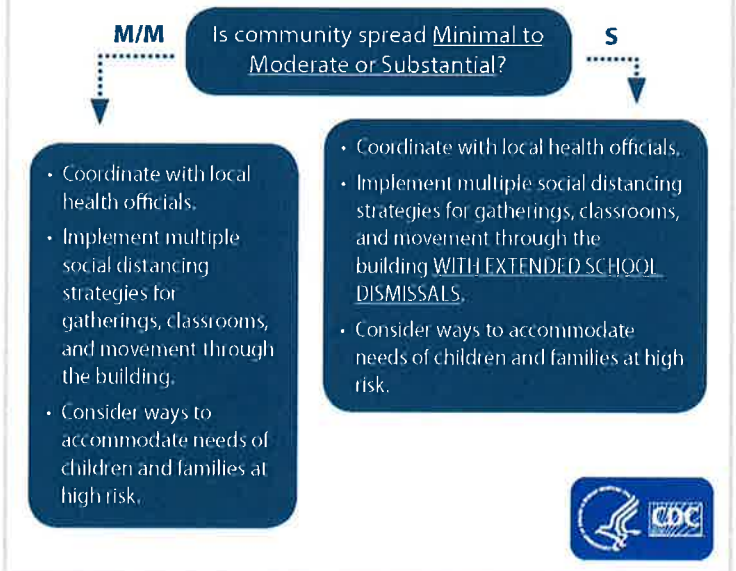 M/M
Is community spread Minimal to
Moderate or Substantial?
S
• Coordinate with local
health officials.
• Implement multiple
social distancing
strategies for
gatherings, classrooms,
and movement through
the building.
• Consider ways to
accommodate needs of
children and families at
high risk.
• Coordinate with local health officials.
• Implement multiple social distancing
strategies for gatherings, classrooms,
and movement through the
building WITH EXTENDED SCHOOL
DISMISSALS.
• Consider ways to accommodate
needs of children and families at high
risk.
CDC